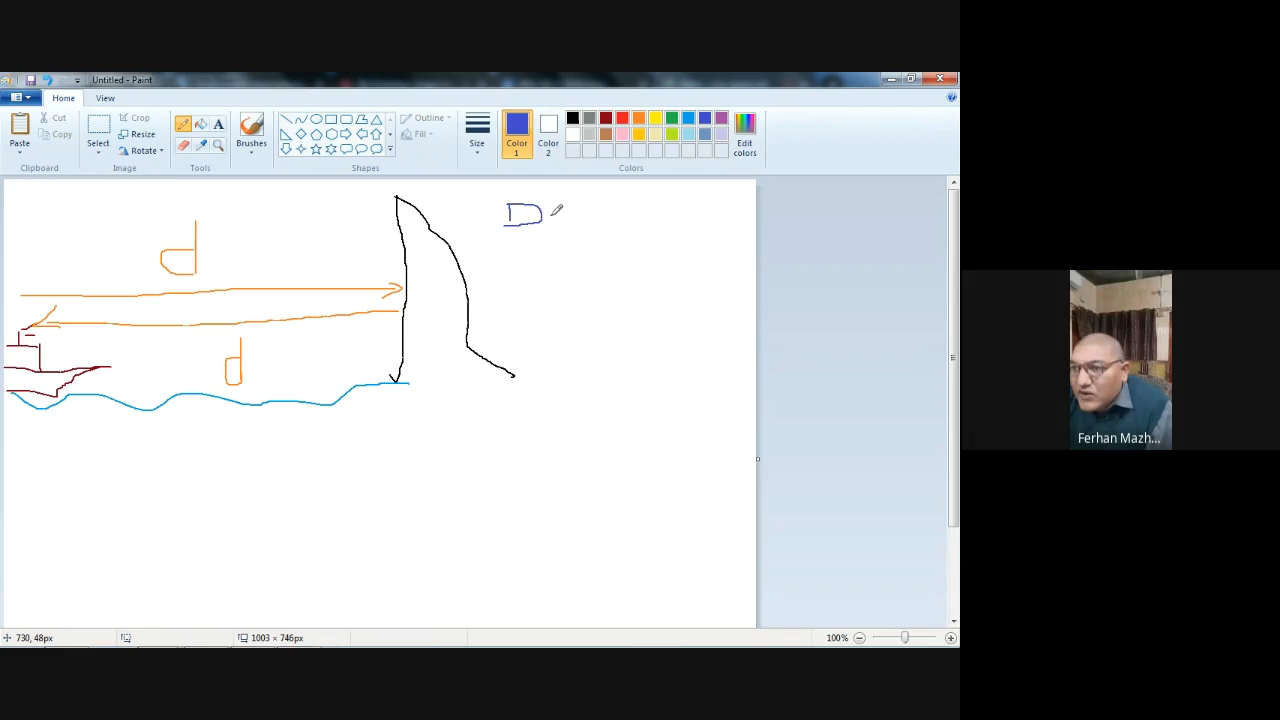 Untitled - Paint
Home View
Cut
Copy
Paste
Clipboard
Select
Crop
Resize
Rotate
Image
A
Tools
Brushes
Outline
Fill
Shapes
Size
Color 1
Color 2
Edit colors
Colors
d
D
d
730, 48px
1003 × 746px
100%
Ferhan Mazh...